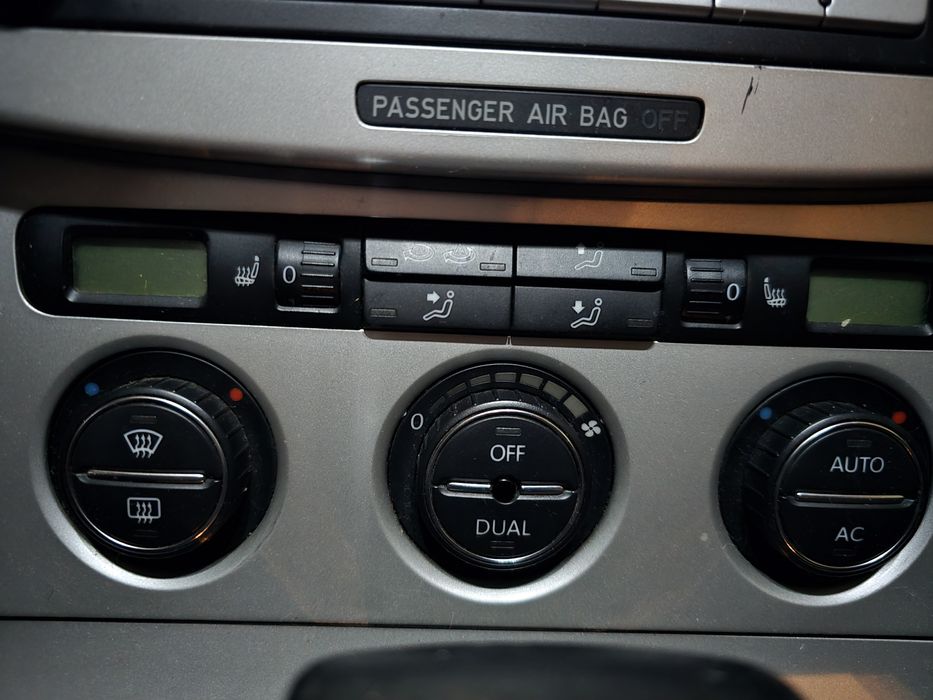 PASSENGER AIR BAG OFF
0
0
0
OFF
DUAL
AUTO
AC